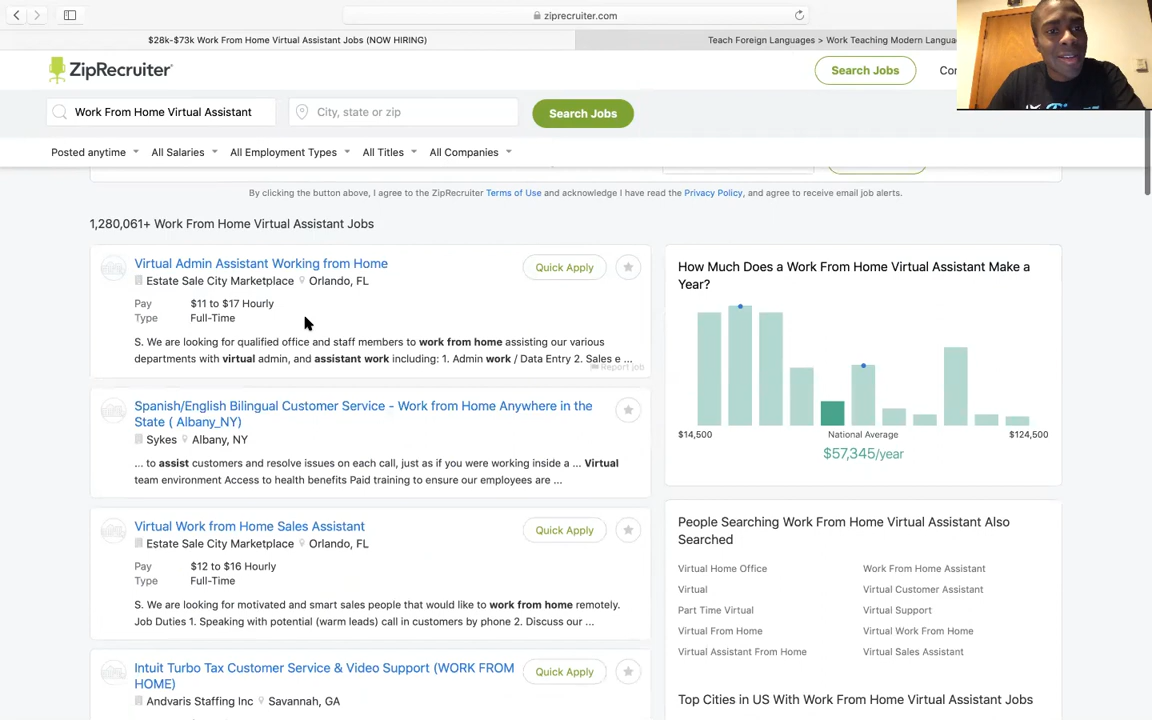 ziprecruiter.com
$28k-$73k Work From Home Virtual Assistant Jobs (NOW HIRING)
Teach Foreign Languages > Work Teaching Modern
ZipRecruiter
Search Jobs
Work From Home Virtual Assistant
City, state or zip
Search Jobs
Posted anytime
All Salaries
All Employment Types
All Titles
All Companies
By clicking the button above, I agree to the ZipRecruiter Terms of Use and acknowledge I have read the Privacy Policy, and agree to receive email job alerts.
1,280,061+ Work From Home Virtual Assistant Jobs
Virtual Admin Assistant Working from Home
Quick Apply
Estate Sale City Marketplace Orlando, FL
Pay $11 to $17 Hourly
Type Full-Time
S. We are looking for qualified office and staff members to work from home assisting our various
departments with virtual admin, and assistant work including: 1. Admin work / Data Entry 2. Sales e ...
Report job
Spanish/English Bilingual Customer Service - Work from Home Anywhere in the
State ( Albany_NY)
Sykes Albany, NY
... to assist customers and resolve issues on each call, just as if you were working inside a ... Virtual
team environment Access to health benefits Paid training to ensure our employees are ...
Virtual Work from Home Sales Assistant
Quick Apply
Estate Sale City Marketplace Orlando, FL
Pay $12 to $16 Hourly
Type Full-Time
S. We are looking for motivated and smart sales people that would like to work from home remotely.
Job Duties 1. Speaking with potential (warm leads) call in customers by phone 2. Discuss our ...
Intuit Turbo Tax Customer Service & Video Support (WORK FROM
HOME)
Quick Apply
Andvaris Staffing Inc Savannah, GA
How Much Does a Work From Home Virtual Assistant Make a
Year?
$14,500
National Average
$124,500
$57,345/year
People Searching Work From Home Virtual Assistant Also
Searched
Virtual Home Office
Work From Home Assistant
Virtual
Virtual Customer Assistant
Part Time Virtual
Virtual Support
Virtual From Home
Virtual Work From Home
Virtual Assistant From Home
Virtual Sales Assistant
Top Cities in US With Work From Home Virtual Assistant Jobs